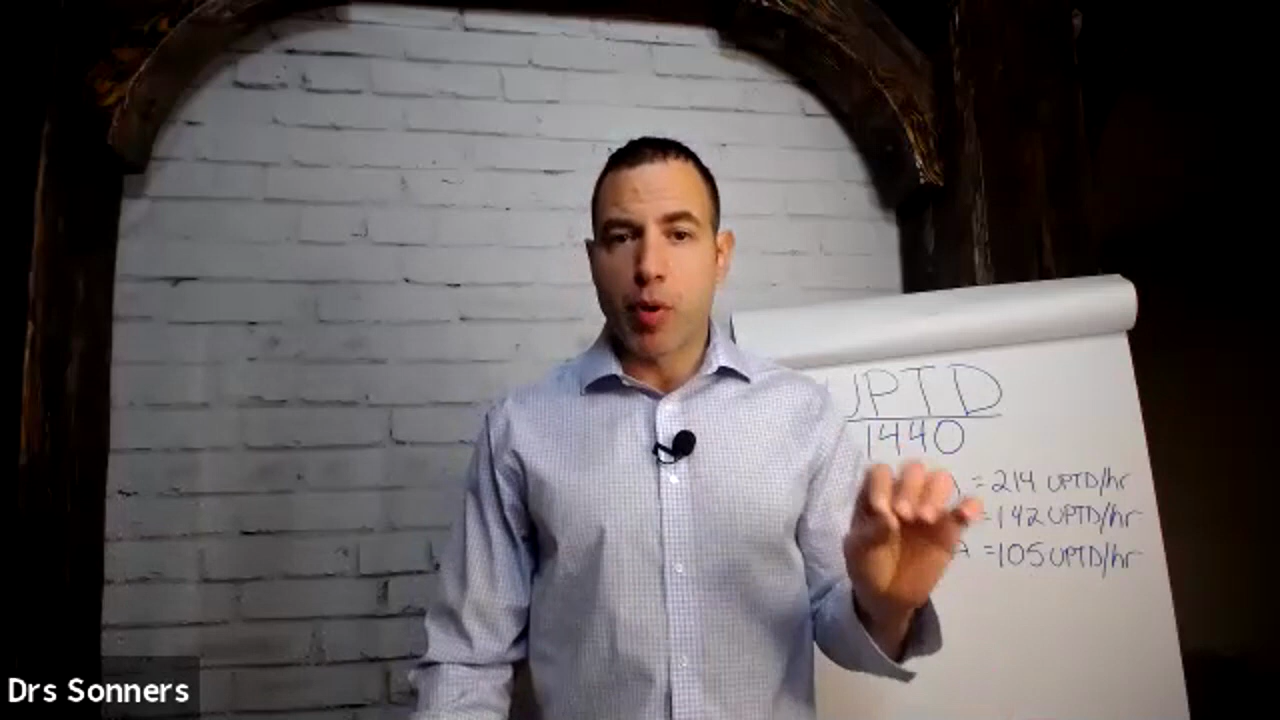 UPTD
1440
= 214 UPTD/hr
=142 UPTD/hr
A =105 UPTD/hr
Drs Sonners